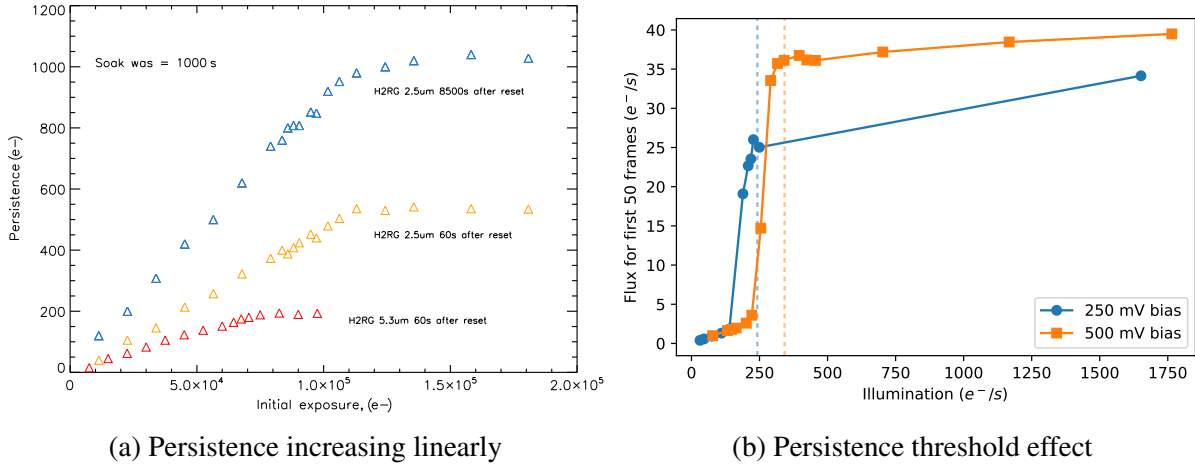 1200
1000
800
600
400
200
0
Persistence (e-)
Soak was = 1000 s
H2RG 2.5um 8500s after reset
H2RG 2.5um 60s after reset
H2RG 5.3um 60s after reset
0 5.0×10⁴ 1.0×10⁵ 1.5×10⁵ 2.0×10⁵
Initial exposure, (e-)
(a) Persistence increasing linearly
40
35
30
25
20
15
10
5
0
Flux for first 50 frames (e⁻/s)
250 mV bias
500 mV bias
0 250 500 750 1000 1250 1500 1750
Illumination (e⁻/s)
(b) Persistence threshold effect